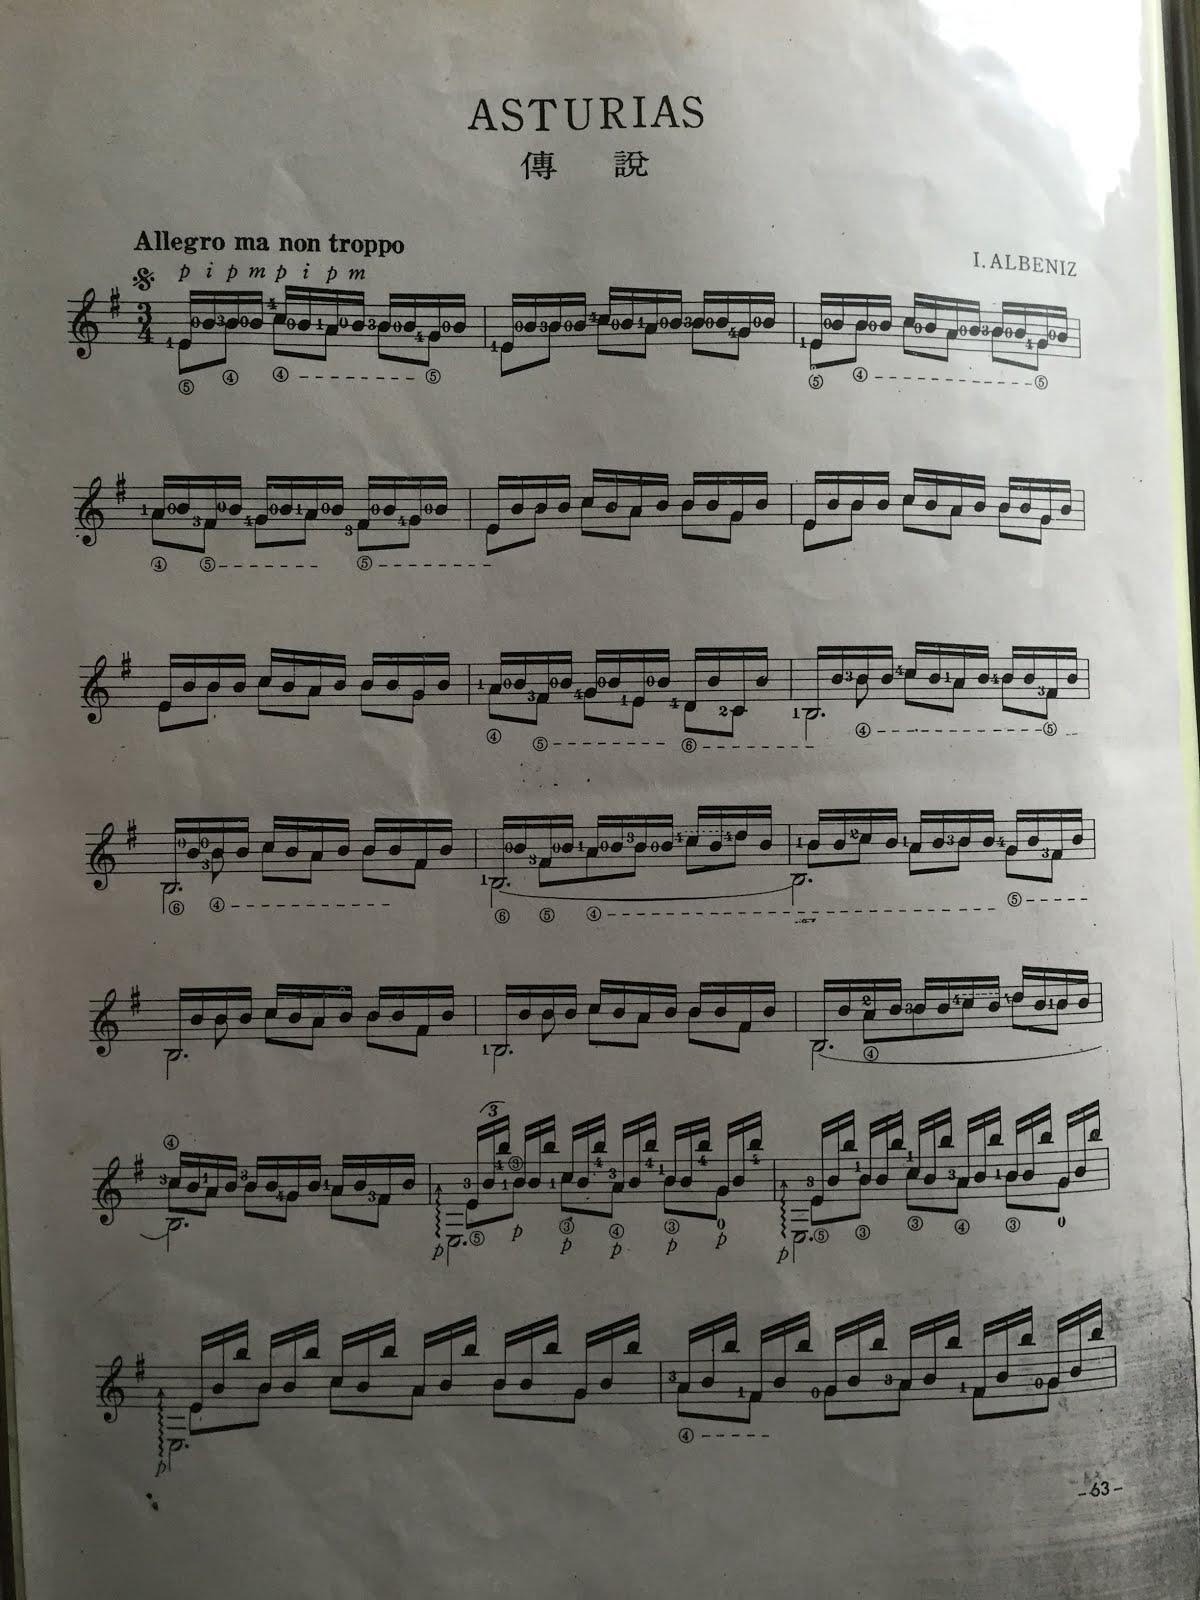 ASTURIAS
傳 說
Allegro ma non troppo
I. ALBENIZ
p i p m p i p m
-63-